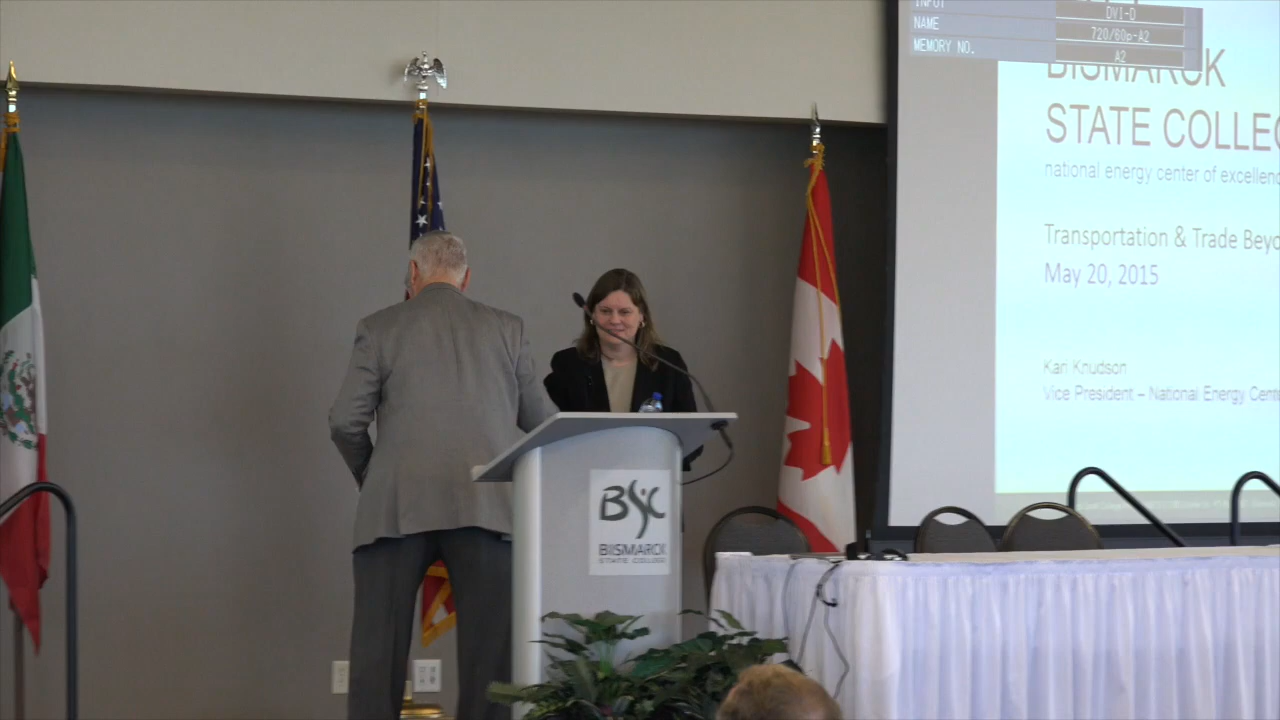 INPUT DVI-D
NAME 720/60p-A2
MEMORY NO. A2
BISMARCK
STATE COLLEG
national energy center of excellenc
Transportation & Trade Beyo
May 20, 2015
Kari Knudson
Vice President – National Energy Cent
BSC
BISMARCK
STATE COLLEGE